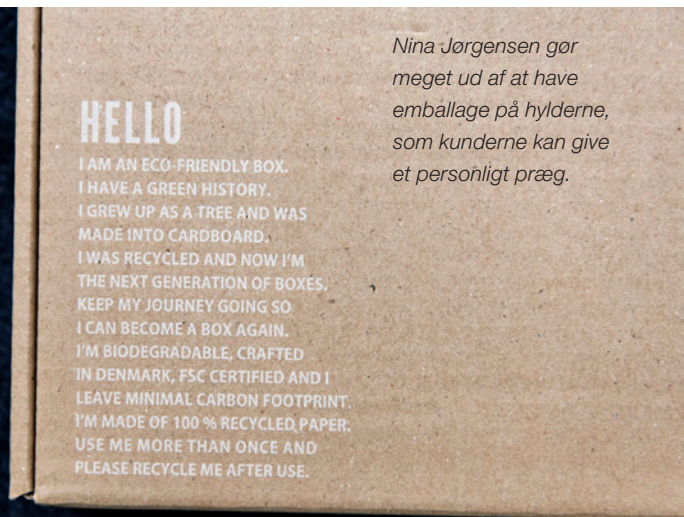 Nina Jørgensen gør
meget ud af at have
emballage på hylderne,
som kunderne kan give
et personligt præg.
HELLO
I AM AN ECO-FRIENDLY BOX.
I HAVE A GREEN HISTORY.
I GREW UP AS A TREE AND WAS
MADE INTO CARDBOARD.
I WAS RECYCLED AND NOW I'M
THE NEXT GENERATION OF BOXES.
KEEP MY JOURNEY GOING SO
I CAN BECOME A BOX AGAIN.
I'M BIODEGRADABLE, CRAFTED
IN DENMARK, FSC CERTIFIED AND I
LEAVE MINIMAL CARBON FOOTPRINT.
I'M MADE OF 100 % RECYCLED PAPER.
USE ME MORE THAN ONCE AND
PLEASE RECYCLE ME AFTER USE.